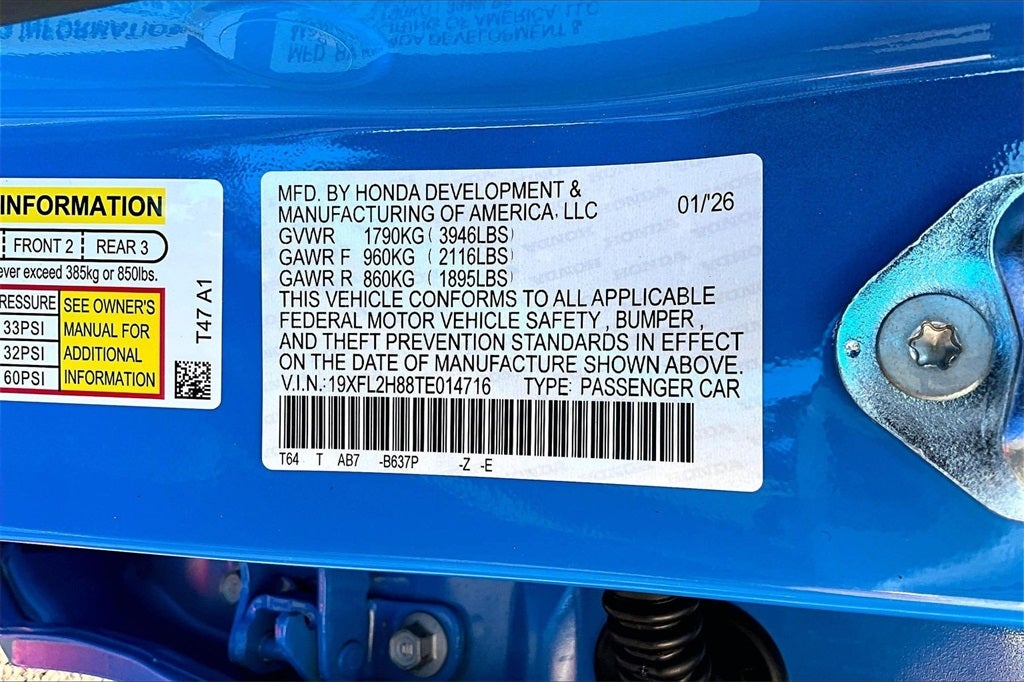 INFORMATION
FRONT 2 REAR 3
ever exceed 385kg or 850lbs.
RESSURE
33PSI
32PSI
60PSI
SEE OWNER'S
MANUAL FOR
ADDITIONAL
INFORMATION
T47 A1
MFD. BY HONDA DEVELOPMENT &
MANUFACTURING OF AMERICA, LLC 01/'26
GVWR 1790KG ( 3946LBS)
GAWR F 960KG ( 2116LBS)
GAWR R 860KG ( 1895LBS)
THIS VEHICLE CONFORMS TO ALL APPLICABLE
FEDERAL MOTOR VEHICLE SAFETY , BUMPER ,
AND THEFT PREVENTION STANDARDS IN EFFECT
ON THE DATE OF MANUFACTURE SHOWN ABOVE.
V.I.N.:19XFL2H88TE014716 TYPE: PASSENGER CAR
T64 T AB7 -B637P -Z -E